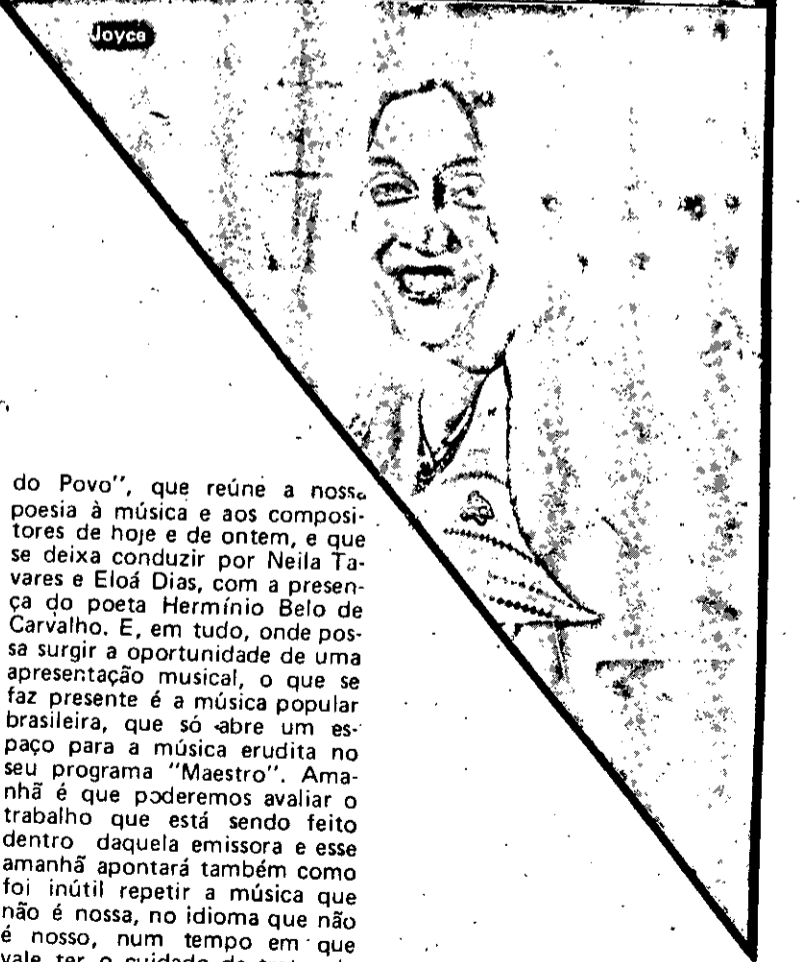 Joyce
do Povo", que reúne a nossa
poesia à música e aos composi-
tores de hoje e de ontem, e que
se deixa conduzir por Neila Ta-
vares e Eloá Dias, com a presen-
ça do poeta Hermínio Belo de
Carvalho. E, em tudo, onde pos-
sa surgir a oportunidade de uma
apresentação musical, o que se
faz presente é a música popular
brasileira, que só abre um es-
paço para a música erudita no
seu programa "Maestro". Ama-
nhã é que poderemos avaliar o
trabalho que está sendo feito
dentro daquela emissora e esse
amanhã apontará também como
foi inútil repetir a música que
não é nossa, no idioma que não
é nosso, num tempo em que
vale ter o cuidado de